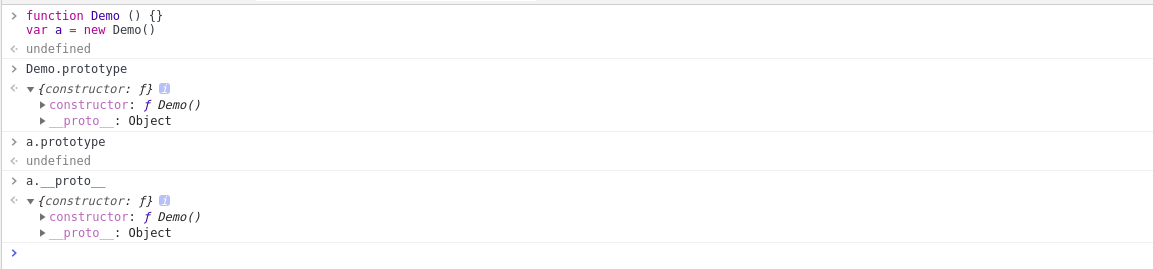 function Demo () {}
var a = new Demo()
undefined
Demo.prototype
{constructor: ƒ} i
constructor: ƒ Demo()
__proto__: Object
a.prototype
undefined
a.__proto__
{constructor: ƒ} i
constructor: ƒ Demo()
__proto__: Object